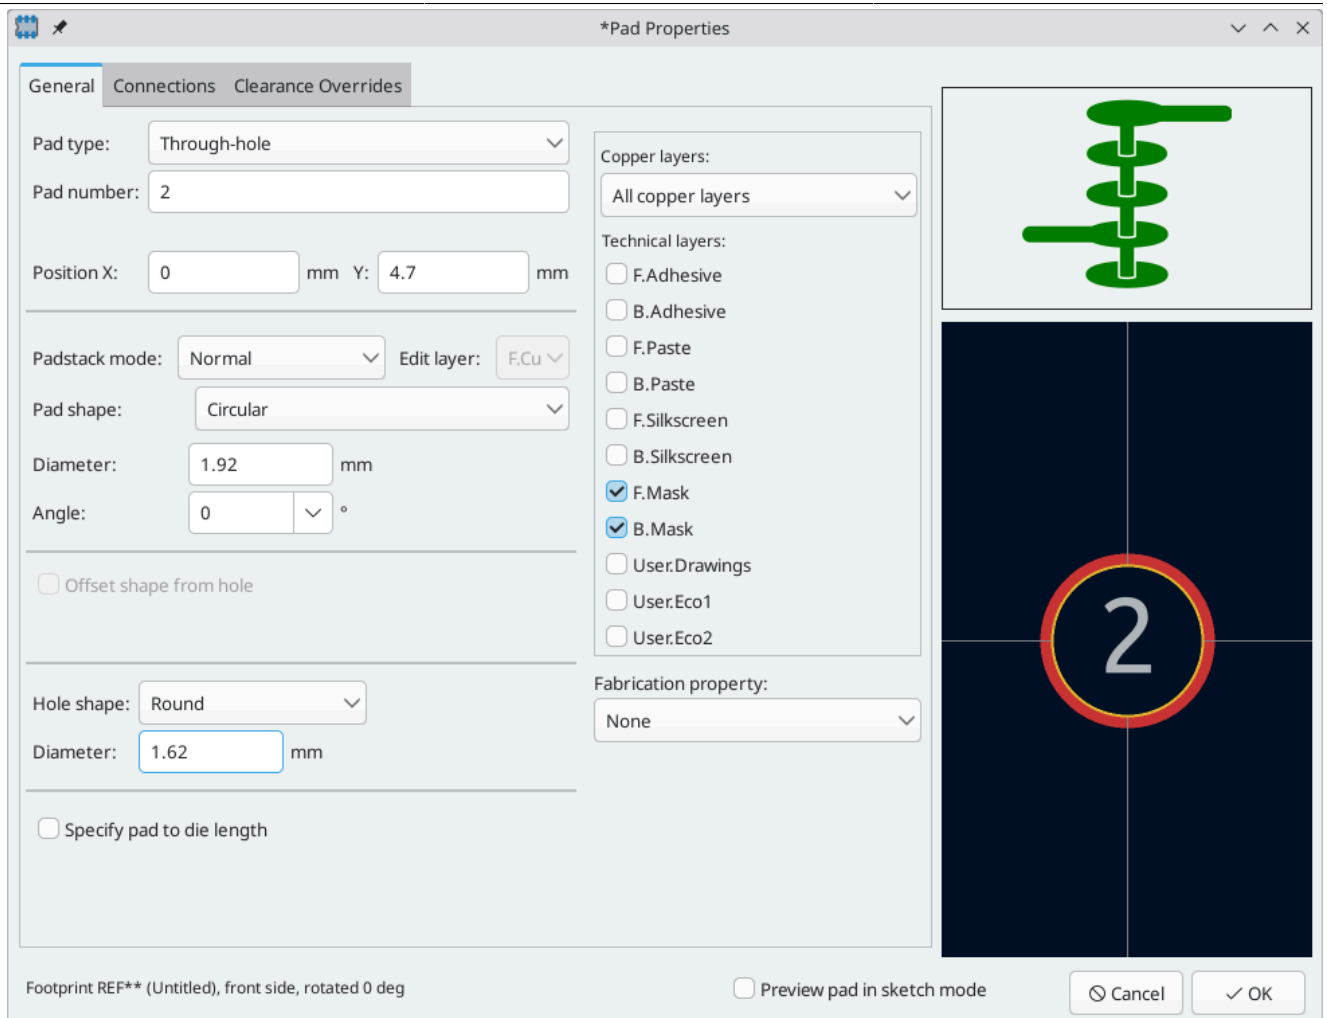 *Pad Properties
General Connections Clearance Overrides
Pad type: Through-hole
Pad number: 2
Position X: 0 mm Y: 4.7 mm
Padstack mode: Normal Edit layer: F.Cu
Pad shape: Circular
Diameter: 1.92 mm
Angle: 0 °
Offset shape from hole
Hole shape: Round
Diameter: 1.62 mm
Specify pad to die length
Copper layers:
All copper layers
Technical layers:
F.Adhesive
B.Adhesive
F.Paste
B.Paste
F.Silkscreen
B.Silkscreen
F.Mask
B.Mask
User.Drawings
User.Eco1
User.Eco2
Fabrication property:
None
2
Footprint REF** (Untitled), front side, rotated 0 deg
Preview pad in sketch mode
Cancel
OK